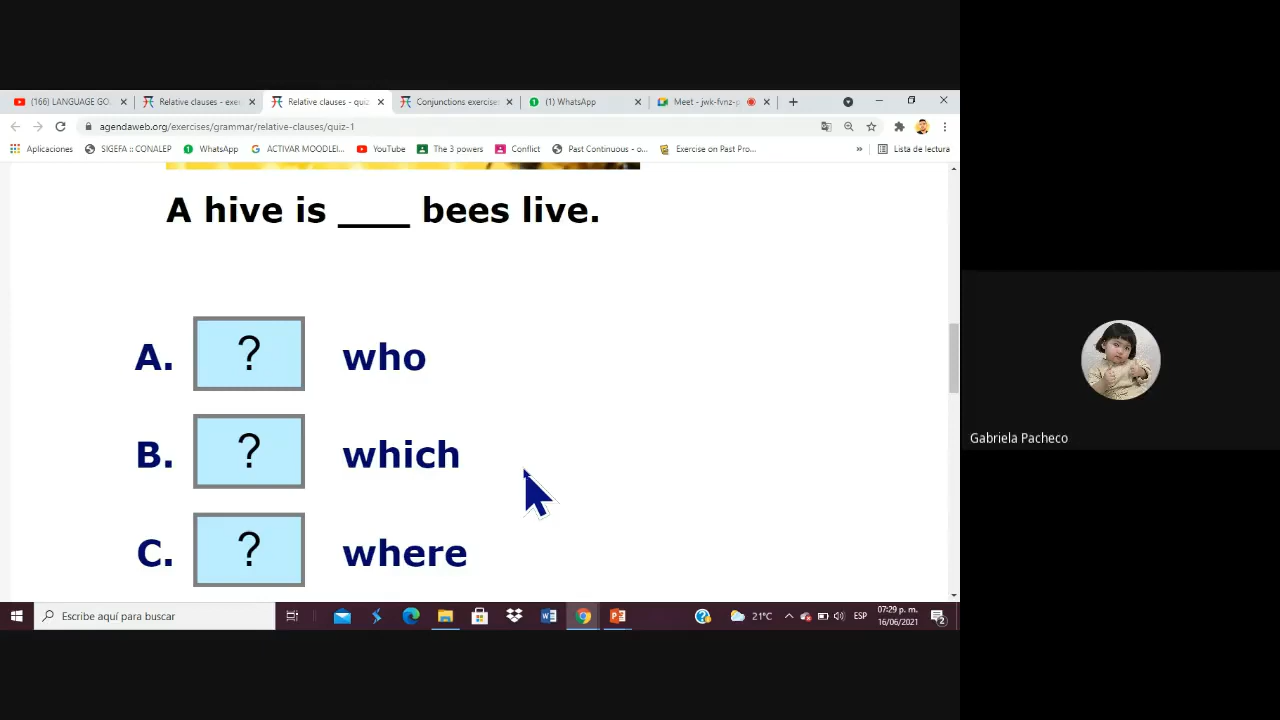 (166) LANGUAGE GO
Relative clauses - exe
Relative clauses - qui
Conjunctions exercise
(1) WhatsApp
Meet - jwk-fvnz-p
agendaweb.org/exercises/grammar/relative-clauses/quiz-1
Aplicaciones
SIGEFA :: CONALEP
WhatsApp
ACTIVAR MOODLEI...
YouTube
The 3 powers
Conflict
Past Continuous - o...
Exercise on Past Pro...
»
Lista de lectura
A hive is ____ bees live.
A. ? who
B. ? which
C. ? where
Gabriela Pacheco
Escribe aquí para buscar
21°C
ESP
07:29 p. m.
16/06/2021
2